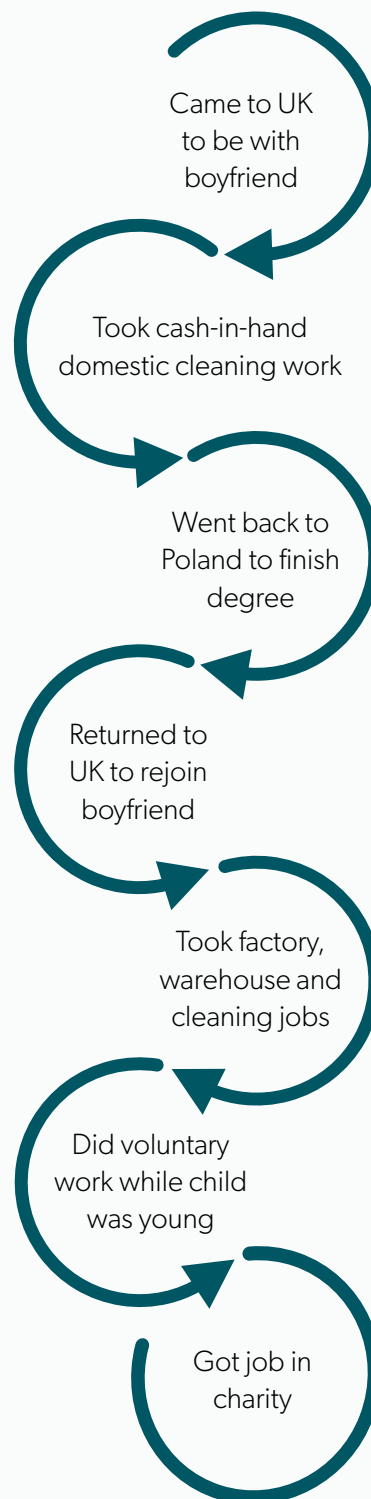 Came to UK
to be with
boyfriend
Took cash-in-hand
domestic cleaning work
Went back to
Poland to finish
degree
Returned to
UK to rejoin
boyfriend
Took factory,
warehouse and
cleaning jobs
Did voluntary
work while child
was young
Got job in
charity